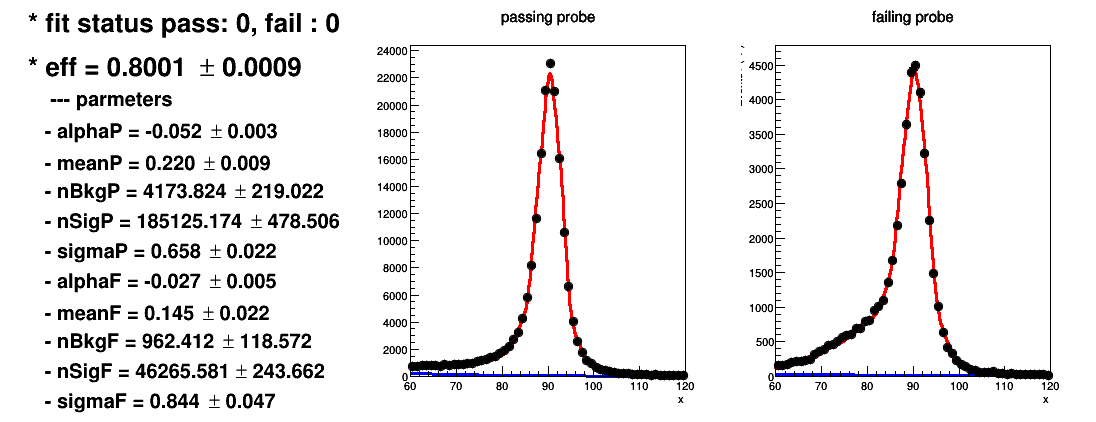 * fit status pass: 0, fail : 0
* eff = 0.8001 ± 0.0009
--- parmeters
- alphaP = -0.052 ± 0.003
- meanP = 0.220 ± 0.009
- nBkgP = 4173.824 ± 219.022
- nSigP = 185125.174 ± 478.506
- sigmaP = 0.658 ± 0.022
- alphaF = -0.027 ± 0.005
- meanF = 0.145 ± 0.022
- nBkgF = 962.412 ± 118.572
- nSigF = 46265.581 ± 243.662
- sigmaF = 0.844 ± 0.047
passing probe
24000
22000
20000
18000
16000
14000
12000
10000
8000
6000
4000
2000
0
60 70 80 90 100 110 120
x
failing probe
4500
4000
3500
3000
2500
2000
1500
1000
500
0
60 70 80 90 100 110 120
x